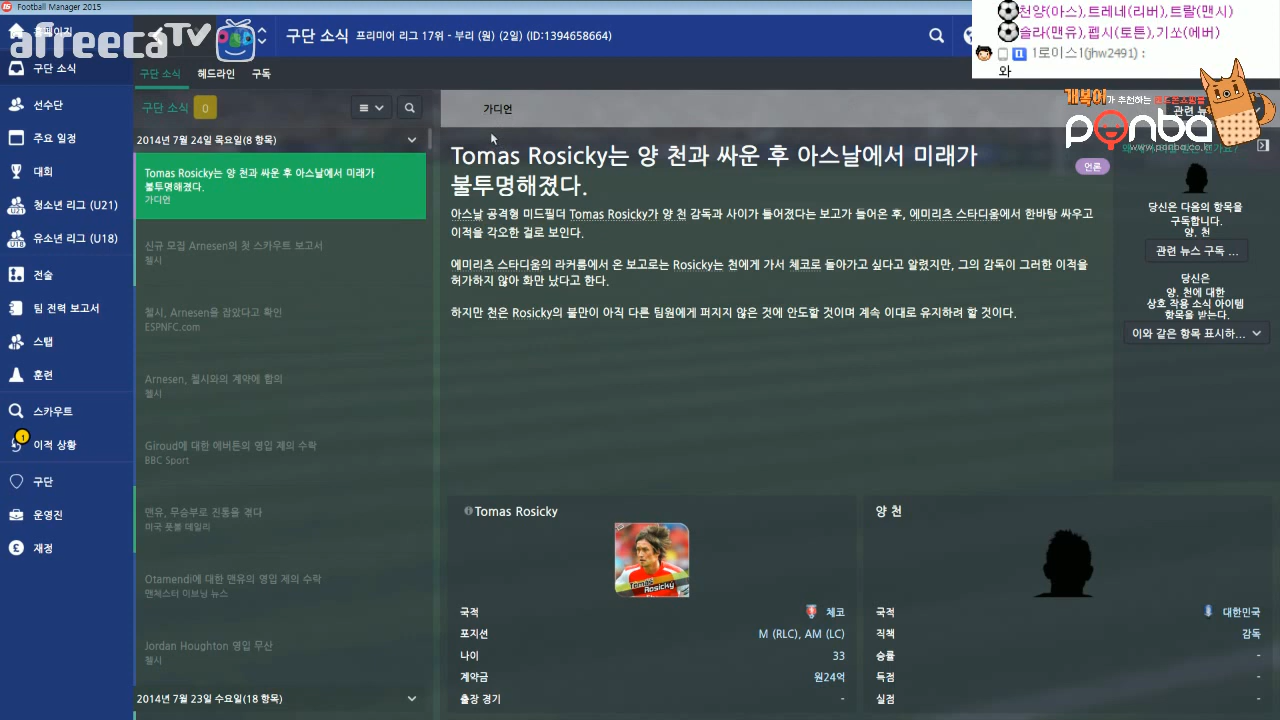 Football Manager 2015
afreecaTV
구단 소식 프리미어 리그 17위 - 부리 (원) (2일) (ID:1394658664)
천양(아스),트레네(리버),트랄(맨시)
솔라(맨유),펩시(토튼),기쏘(에버)
1로이스1(jhw2491) :
와
구단 소식
선수단
주요 일정
대회
청소년 리그 (U21)
유소년 리그 (U18)
전술
팀 전력 보고서
스탭
훈련
스카우트
1
이적 상황
구단
운영진
재정
구단 소식 헤드라인 구독
구단 소식 0
2014년 7월 24일 목요일(8 항목)
Tomas Rosicky는 양 천과 싸운 후 아스날에서 미래가
불투명해졌다.
가디언
신규 모집 Arnesen의 첫 스카우트 보고서
첼시
첼시, Arnesen을 잡았다고 확인
ESPNFC.com
Arnesen, 첼시와의 계약에 합의
첼시
Giroud에 대한 에버튼의 영입 제의 수락
BBC Sport
맨유, 무승부로 진통을 겪다
미국 풋볼 데일리
Otamendi에 대한 맨유의 영입 제의 수락
맨체스터 이브닝 뉴스
Jordan Houghton 영입 무산
첼시
2014년 7월 23일 수요일(18 항목)
가디언
Tomas Rosicky는 양 천과 싸운 후 아스날에서 미래가
불투명해졌다.
언론
아스날 공격형 미드필더 Tomas Rosicky가 양 천 감독과 사이가 틀어졌다는 보고가 들어온 후, 에미리츠 스타디움에서 한바탕 싸우고
이적을 각오한 걸로 보인다.
에미리츠 스타디움의 라커룸에서 온 보고로는 Rosicky는 천에게 가서 체코로 돌아가고 싶다고 알렸지만, 그의 감독이 그러한 이적을
허가하지 않아 화만 났다고 한다.
하지만 천은 Rosicky의 불만이 아직 다른 팀원에게 퍼지지 않은 것에 안도할 것이며 계속 이대로 유지하려 할 것이다.
개복어가 추천하는
관련 뉴
ponba
www.ponba.co.kr
당신은 다음의 항목을
구독합니다.
양, 천
관련 뉴스 구독 ...
당신은
양, 천에 대한
상호 작용 소식 아이템
항목을 받는다.
이와 같은 항목 표시하...
Tomas Rosicky
Tomas
Rosicky
국적 체코
포지션 M (RLC), AM (LC)
나이 33
계약금 원24억
출장 경기 -
양 천
국적 대한민국
직책 감독
승률 -
득점 -
실점 -